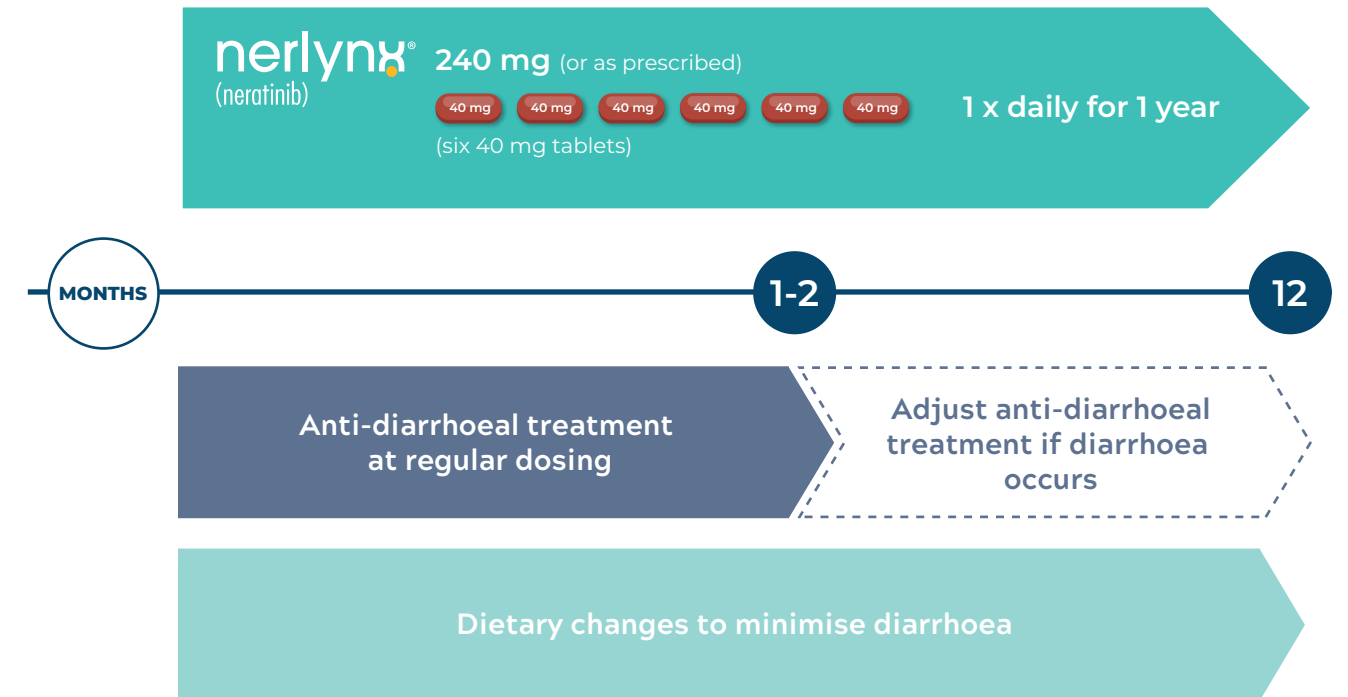 nerlynx®
(neratinib)
240 mg (or as prescribed)
40 mg 40 mg 40 mg 40 mg 40 mg 40 mg
(six 40 mg tablets)
1 x daily for 1 year
MONTHS
1-2
12
Anti-diarrhoeal treatment
at regular dosing
Adjust anti-diarrhoeal
treatment if diarrhoea
occurs
Dietary changes to minimise diarrhoea